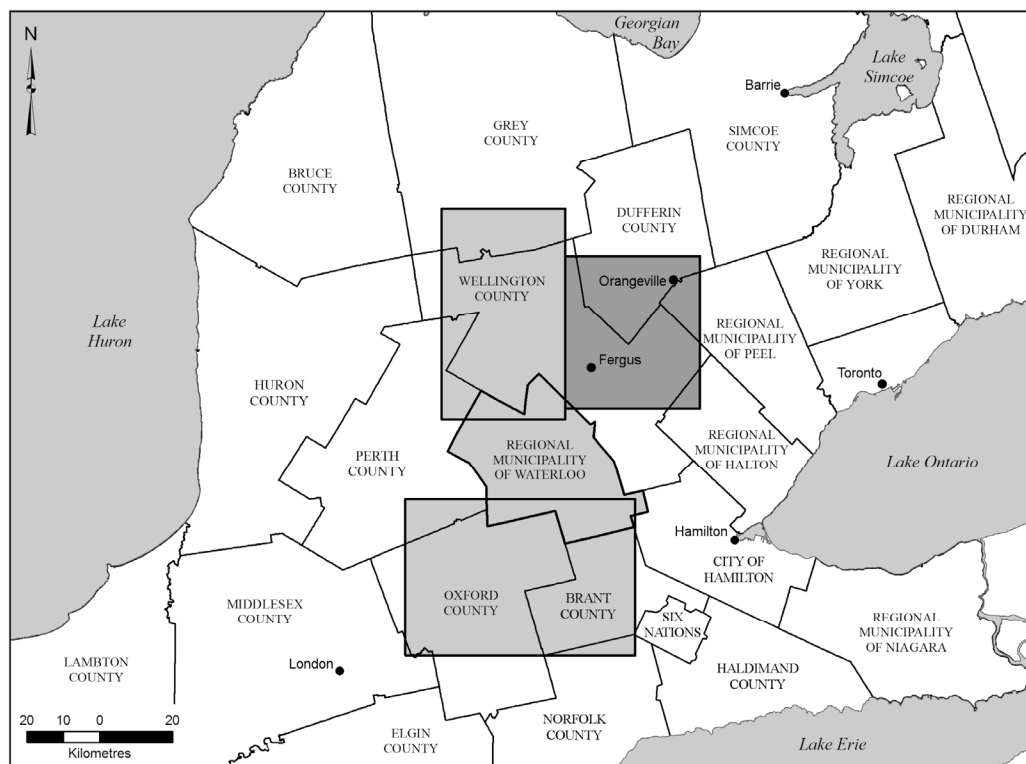 N
Georgian
Bay
Lake
Simcoe
Barrie
GREY
COUNTY
SIMCOE
COUNTY
BRUCE
COUNTY
REGIONAL
MUNICIPALITY
OF DURHAM
DUFFERIN
COUNTY
REGIONAL
MUNICIPALITY
OF YORK
WELLINGTON
COUNTY
Orangeville
Lake
Huron
REGIONAL
MUNICIPALITY
OF PEEL
Fergus
Toronto
HURON
COUNTY
PERTH
COUNTY
REGIONAL
MUNICIPALITY
OF WATERLOO
REGIONAL
MUNICIPALITY
OF HALTON
Lake Ontario
Hamilton
CITY OF
HAMILTON
MIDDLESEX
COUNTY
OXFORD
COUNTY
BRANT
COUNTY
SIX
NATIONS
REGIONAL
MUNICIPALITY
OF NIAGARA
LAMBTON
COUNTY
London
HALDIMAND
COUNTY
20 10 0 20
Kilometres
ELGIN
COUNTY
NORFOLK
COUNTY
Lake Erie